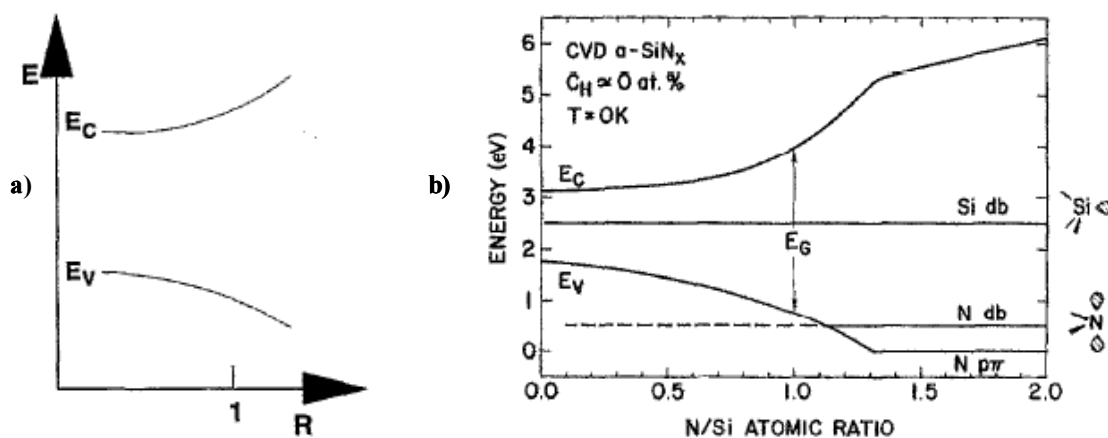 a)
E
E_C
E_V
1
R
b)
CVD a-SiN_x
C_H ≃ 0 at. %
T = 0K
E_C
Si db
E_G
E_V
N db
N pπ
Si
N
ENERGY (eV)
6
5
4
3
2
1
0
0.0 0.5 1.0 1.5 2.0
N/Si ATOMIC RATIO